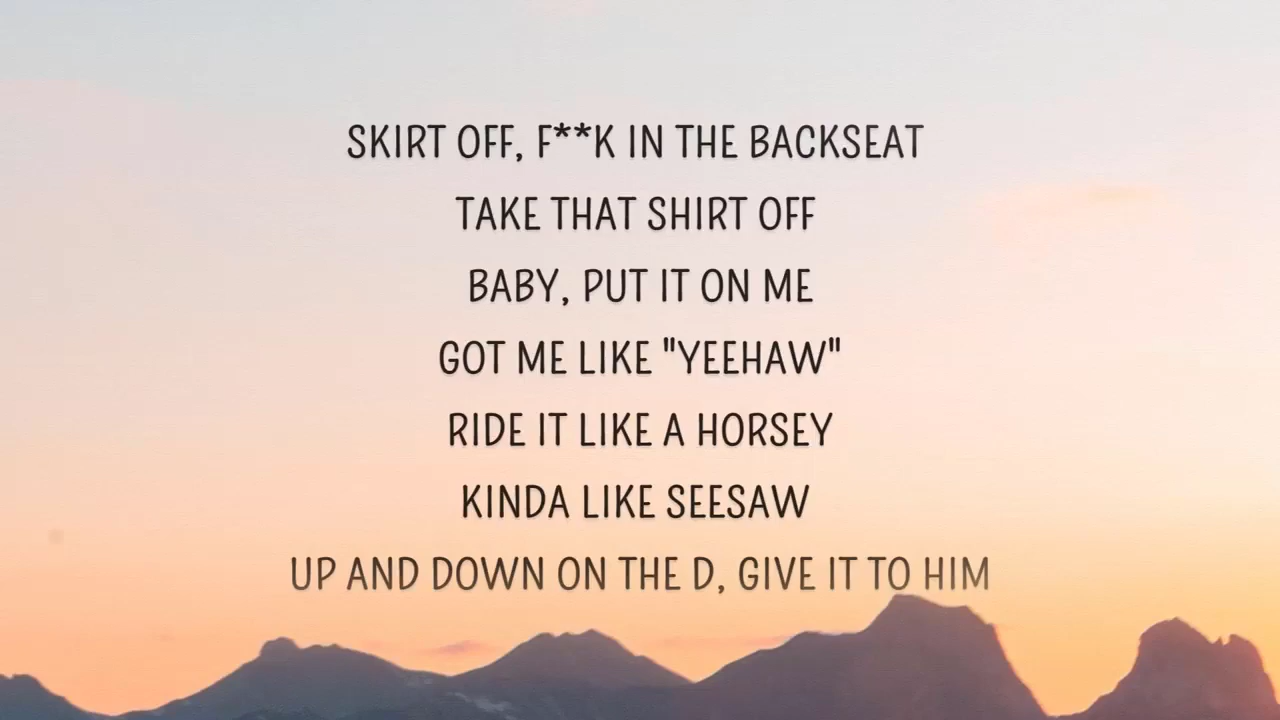 SKIRT OFF, F**K IN THE BACKSEAT
TAKE THAT SHIRT OFF
BABY, PUT IT ON ME
GOT ME LIKE "YEEHAW"
RIDE IT LIKE A HORSEY
KINDA LIKE SEESAW
UP AND DOWN ON THE D, GIVE IT TO HIM